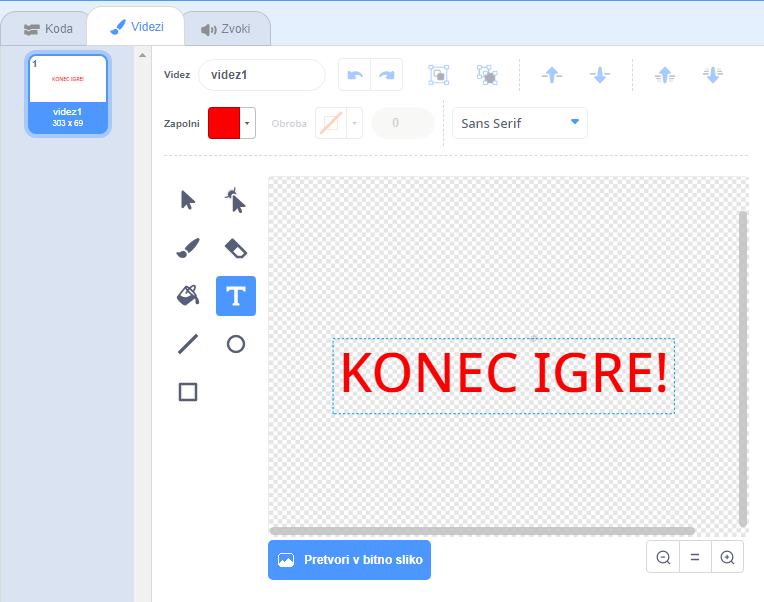 Koda
Videzi
Zvoki
1
KONEC IGRE!
videz1
303 x 69
Videz
videz1
Zapolni
Obroba
0
Sans Serif
T
KONEC IGRE!
Pretvori v bitno sliko